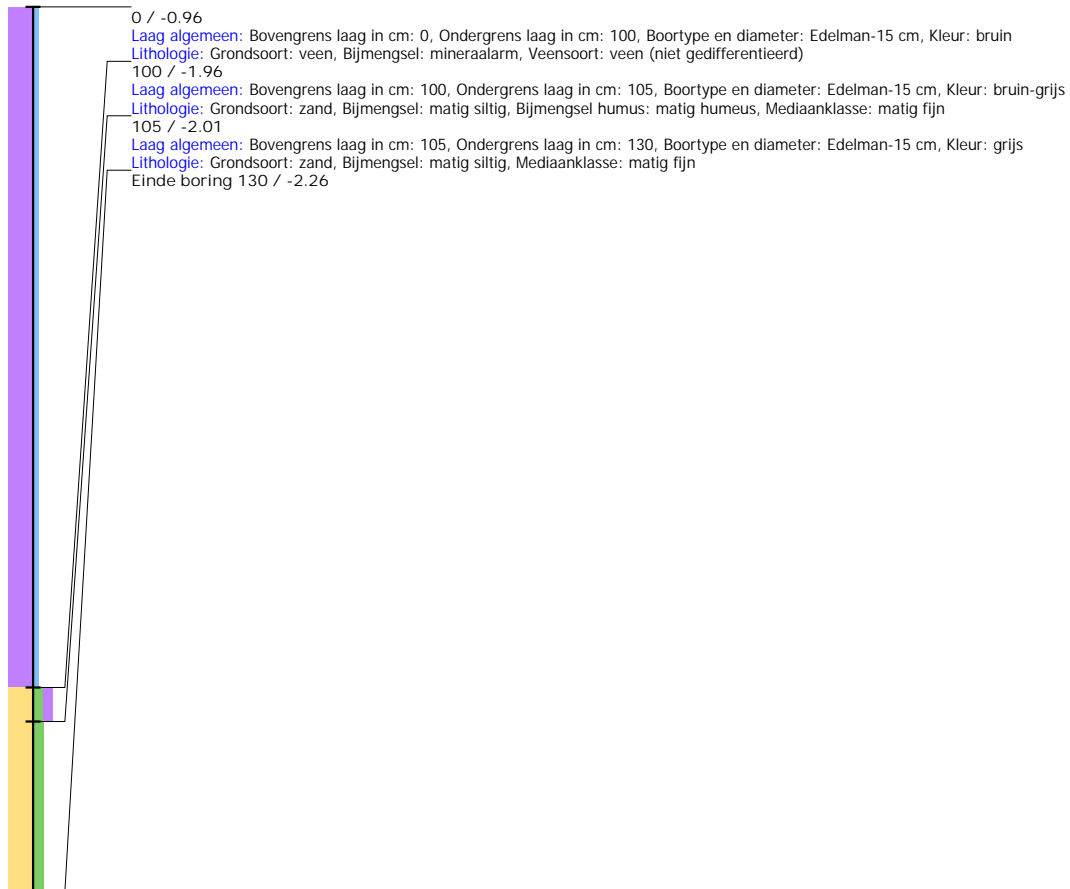 0 / -0.96
Laag algemeen: Bovengrens laag in cm: 0, Ondergrens laag in cm: 100, Boortype en diameter: Edelman-15 cm, Kleur: bruin
Lithologie: Grondsoort: veen, Bijmengsel: mineraalarm, Veensoort: veen (niet gedifferentieerd)
100 / -1.96
Laag algemeen: Bovengrens laag in cm: 100, Ondergrens laag in cm: 105, Boortype en diameter: Edelman-15 cm, Kleur: bruin-grijs
Lithologie: Grondsoort: zand, Bijmengsel: matig siltig, Bijmengsel humus: matig humeus, Mediaanklasse: matig fijn
105 / -2.01
Laag algemeen: Bovengrens laag in cm: 105, Ondergrens laag in cm: 130, Boortype en diameter: Edelman-15 cm, Kleur: grijs
Lithologie: Grondsoort: zand, Bijmengsel: matig siltig, Mediaanklasse: matig fijn
Einde boring 130 / -2.26